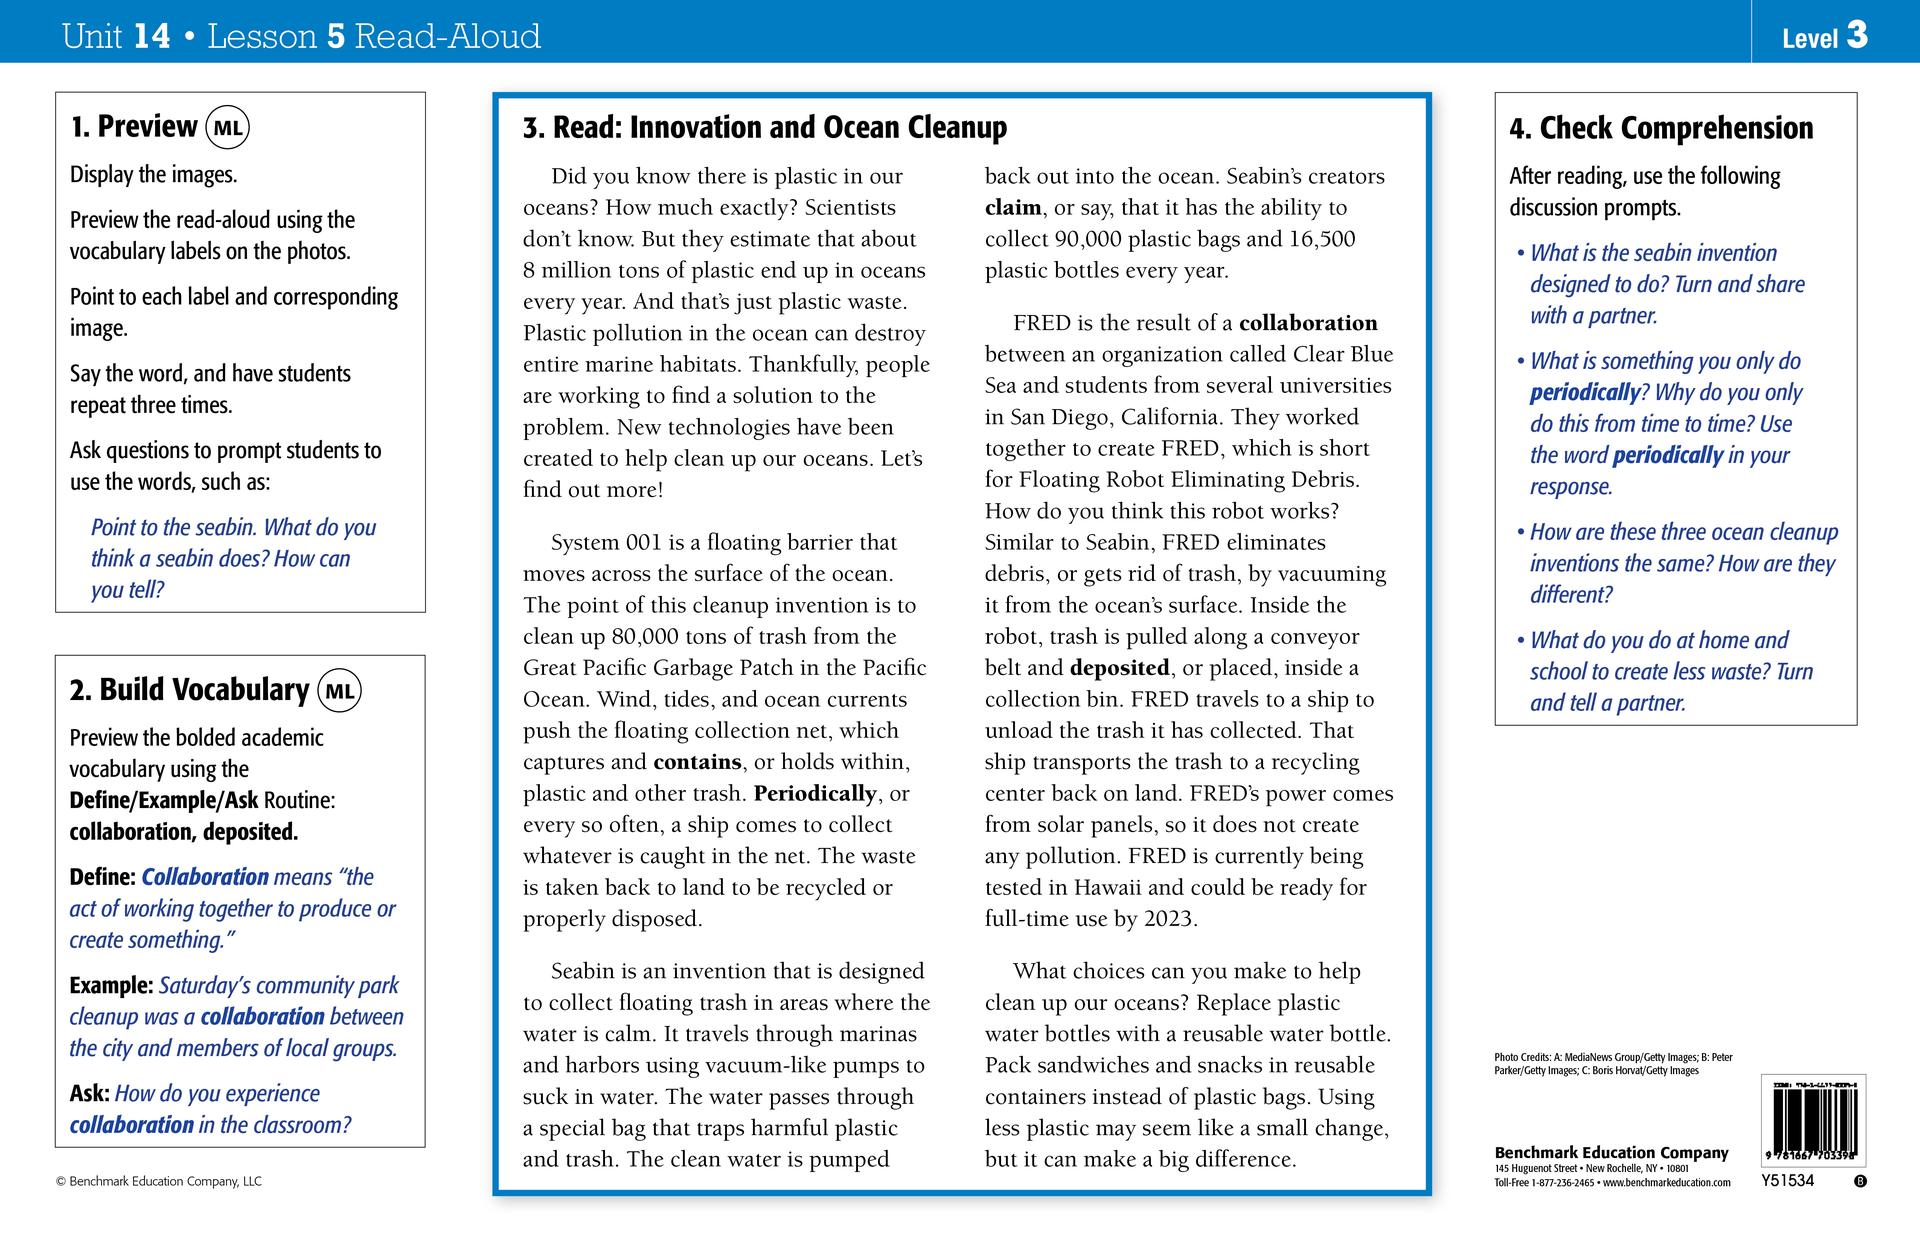 Unit 14 • Lesson 5 Read-Aloud
Level 3
1. Preview ML
Display the images.
Preview the read-aloud using the
vocabulary labels on the photos.
Point to each label and corresponding
image.
Say the word, and have students
repeat three times.
Ask questions to prompt students to
use the words, such as:
Point to the seabin. What do you
think a seabin does? How can
you tell?
2. Build Vocabulary ML
Preview the bolded academic
vocabulary using the
Define/Example/Ask Routine:
collaboration, deposited.
Define: Collaboration means “the
act of working together to produce or
create something.”
Example: Saturday’s community park
cleanup was a collaboration between
the city and members of local groups.
Ask: How do you experience
collaboration in the classroom?
© Benchmark Education Company, LLC
3. Read: Innovation and Ocean Cleanup
Did you know there is plastic in our
oceans? How much exactly? Scientists
don’t know. But they estimate that about
8 million tons of plastic end up in oceans
every year. And that’s just plastic waste.
Plastic pollution in the ocean can destroy
entire marine habitats. Thankfully, people
are working to find a solution to the
problem. New technologies have been
created to help clean up our oceans. Let’s
find out more!
System 001 is a floating barrier that
moves across the surface of the ocean.
The point of this cleanup invention is to
clean up 80,000 tons of trash from the
Great Pacific Garbage Patch in the Pacific
Ocean. Wind, tides, and ocean currents
push the floating collection net, which
captures and contains, or holds within,
plastic and other trash. Periodically, or
every so often, a ship comes to collect
whatever is caught in the net. The waste
is taken back to land to be recycled or
properly disposed.
Seabin is an invention that is designed
to collect floating trash in areas where the
water is calm. It travels through marinas
and harbors using vacuum-like pumps to
suck in water. The water passes through
a special bag that traps harmful plastic
and trash. The clean water is pumped
back out into the ocean. Seabin’s creators
claim, or say, that it has the ability to
collect 90,000 plastic bags and 16,500
plastic bottles every year.
FRED is the result of a collaboration
between an organization called Clear Blue
Sea and students from several universities
in San Diego, California. They worked
together to create FRED, which is short
for Floating Robot Eliminating Debris.
How do you think this robot works?
Similar to Seabin, FRED eliminates
debris, or gets rid of trash, by vacuuming
it from the ocean’s surface. Inside the
robot, trash is pulled along a conveyor
belt and deposited, or placed, inside a
collection bin. FRED travels to a ship to
unload the trash it has collected. That
ship transports the trash to a recycling
center back on land. FRED’s power comes
from solar panels, so it does not create
any pollution. FRED is currently being
tested in Hawaii and could be ready for
full-time use by 2023.
What choices can you make to help
clean up our oceans? Replace plastic
water bottles with a reusable water bottle.
Pack sandwiches and snacks in reusable
containers instead of plastic bags. Using
less plastic may seem like a small change,
but it can make a big difference.
4. Check Comprehension
After reading, use the following
discussion prompts.
• What is the seabin invention
designed to do? Turn and share
with a partner.
• What is something you only do
periodically? Why do you only
do this from time to time? Use
the word periodically in your
response.
• How are these three ocean cleanup
inventions the same? How are they
different?
• What do you do at home and
school to create less waste? Turn
and tell a partner.
Photo Credits: A: MediaNews Group/Getty Images; B: Peter
Parker/Getty Images; C: Boris Horvat/Getty Images
Benchmark Education Company
145 Huguenot Street • New Rochelle, NY • 10801
Toll-Free 1-877-236-2465 • www.benchmarkeducation.com
9 781667 703398
Y51534
B